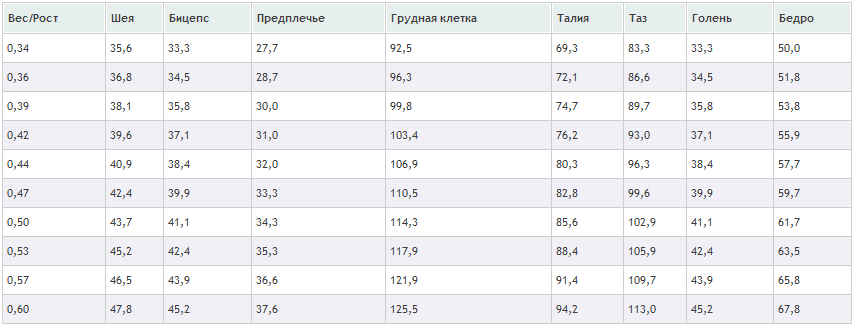 Вес/Рост Шея Бицепс Предплечье Грудная клетка Талия Таз Голень Бедро
0,34 35,6 33,3 27,7 92,5 69,3 83,3 33,3 50,0
0,36 36,8 34,5 28,7 96,3 72,1 86,6 34,5 51,8
0,39 38,1 35,8 30,0 99,8 74,7 89,7 35,8 53,8
0,42 39,6 37,1 31,0 103,4 76,2 93,0 37,1 55,9
0,44 40,9 38,4 32,0 106,9 80,3 96,3 38,4 57,7
0,47 42,4 39,9 33,3 110,5 82,8 99,6 39,9 59,7
0,50 43,7 41,1 34,3 114,3 85,6 102,9 41,1 61,7
0,53 45,2 42,4 35,3 117,9 88,4 105,9 42,4 63,5
0,57 46,5 43,9 36,6 121,9 91,4 109,7 43,9 65,8
0,60 47,8 45,2 37,6 125,5 94,2 113,0 45,2 67,8